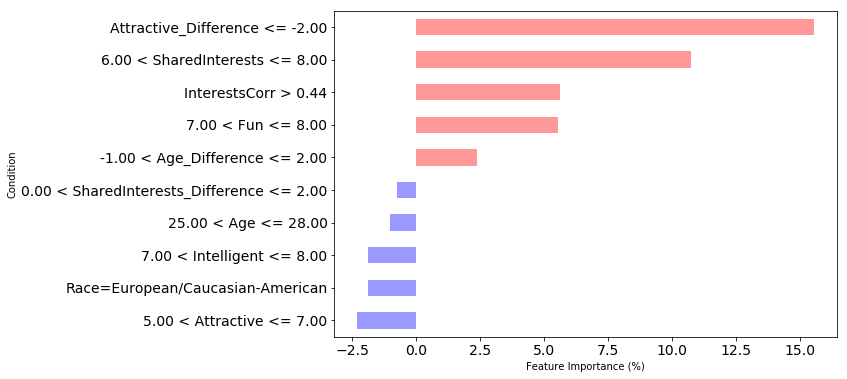 Attractive_Difference <= -2.00
6.00 < SharedInterests <= 8.00
InterestsCorr > 0.44
7.00 < Fun <= 8.00
-1.00 < Age_Difference <= 2.00
0.00 < SharedInterests_Difference <= 2.00
25.00 < Age <= 28.00
7.00 < Intelligent <= 8.00
Race=European/Caucasian-American
5.00 < Attractive <= 7.00
Condition
−2.5 0.0 2.5 5.0 7.5 10.0 12.5 15.0
Feature Importance (%)